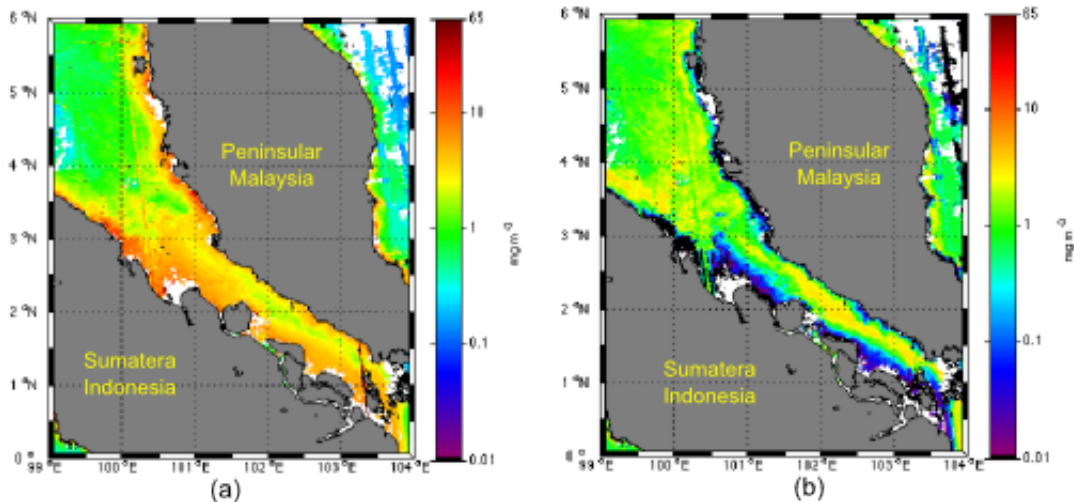 6 °N
5 °N
4 °N
3 °N
2 °N
1 °N
0 °
99 °E
100 °E
101 °E
102 °E
103 °E
104 °E
Peninsular
Malaysia
Sumatera
Indonesia
65
10
1
0.1
0.01
mg m-3
(a)
6 °N
5 °N
4 °N
3 °N
2 °N
1 °N
0 °
99 °E
100 °E
101 °E
102 °E
103 °E
104 °E
Peninsular
Malaysia
Sumatera
Indonesia
65
10
1
0.1
0.01
mg m-3
(b)